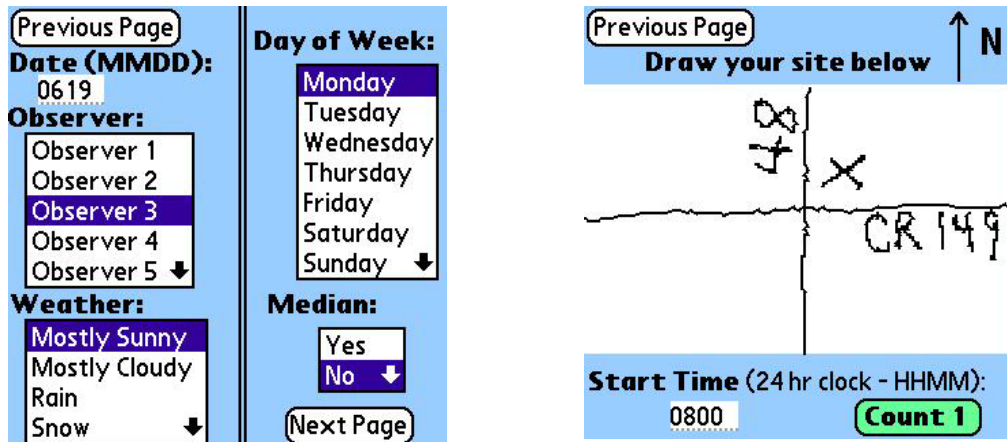 Previous Page
Date (MMDD):
0619
Observer:
Observer 1
Observer 2
Observer 3
Observer 4
Observer 5
Weather:
Mostly Sunny
Mostly Cloudy
Rain
Snow
Day of Week:
Monday
Tuesday
Wednesday
Thursday
Friday
Saturday
Sunday
Median:
Yes
No
Next Page
Previous Page
N
Draw your site below
48
X
CR 149
Start Time (24 hr clock - HHMM):
0800
Count 1